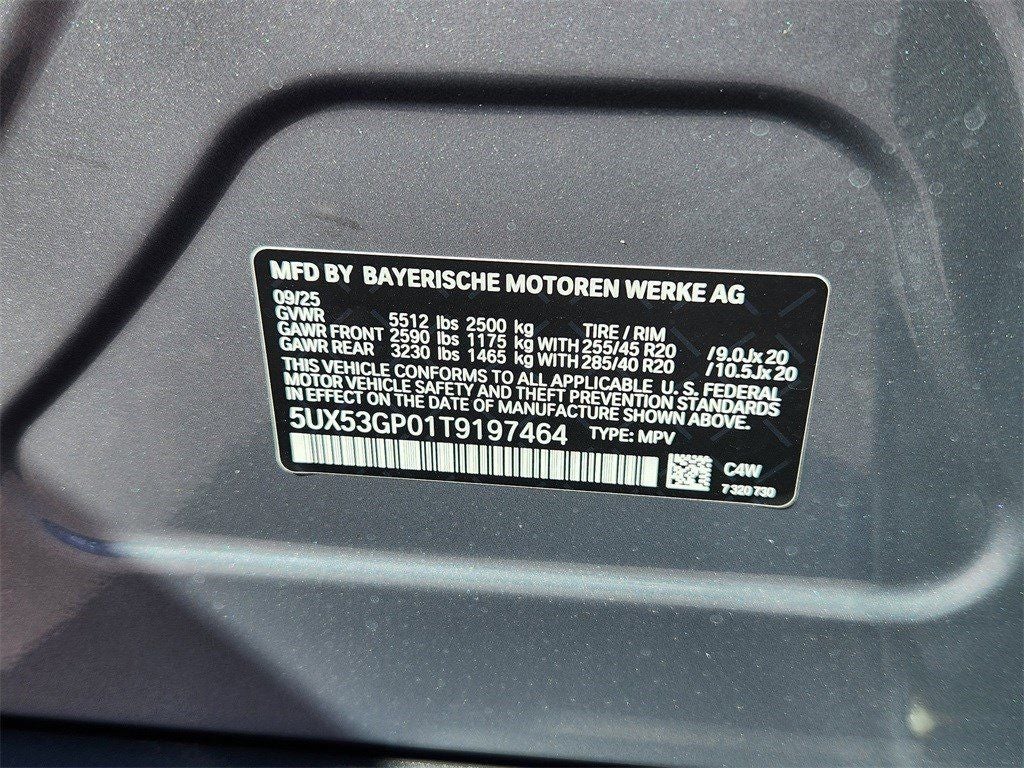 MFD BY BAYERISCHE MOTOREN WERKE AG
09/25
GVWR 5512 lbs 2500 kg TIRE / RIM
GAWR FRONT 2590 lbs 1175 kg WITH 255/45 R20 /9.0Jx20
GAWR REAR 3230 lbs 1465 kg WITH 285/40 R20 /10.5Jx20
THIS VEHICLE CONFORMS TO ALL APPLICABLE U.S. FEDERAL
MOTOR VEHICLE SAFETY AND THEFT PREVENTION STANDARDS
IN EFFECT ON THE DATE OF MANUFACTURE SHOWN ABOVE.
5UX53GP01T9197464 TYPE: MPV
C4W
7320730